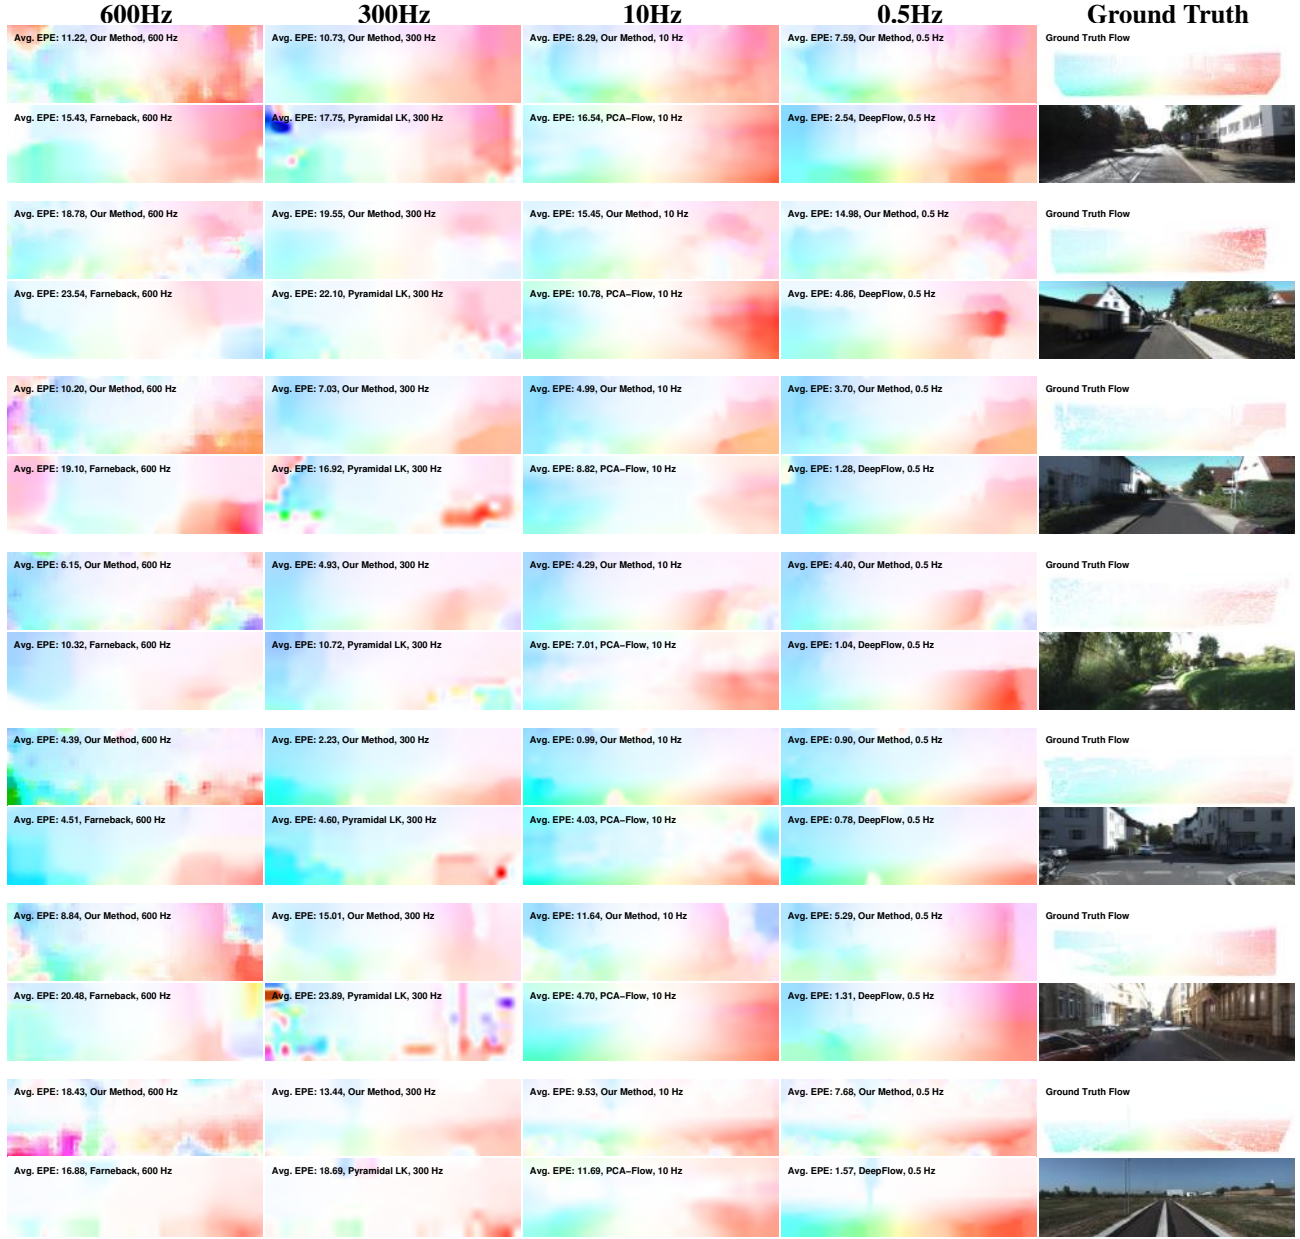 600Hz 300Hz 10Hz 0.5Hz Ground Truth
Avg. EPE: 11.22, Our Method, 600 Hz Avg. EPE: 10.73, Our Method, 300 Hz Avg. EPE: 8.29, Our Method, 10 Hz Avg. EPE: 7.59, Our Method, 0.5 Hz Ground Truth Flow
Avg. EPE: 15.43, Farneback, 600 Hz Avg. EPE: 17.75, Pyramidal LK, 300 Hz Avg. EPE: 16.54, PCA−Flow, 10 Hz Avg. EPE: 2.54, DeepFlow, 0.5 Hz
Avg. EPE: 18.78, Our Method, 600 Hz Avg. EPE: 19.55, Our Method, 300 Hz Avg. EPE: 15.45, Our Method, 10 Hz Avg. EPE: 14.98, Our Method, 0.5 Hz Ground Truth Flow
Avg. EPE: 23.54, Farneback, 600 Hz Avg. EPE: 22.10, Pyramidal LK, 300 Hz Avg. EPE: 10.78, PCA−Flow, 10 Hz Avg. EPE: 4.86, DeepFlow, 0.5 Hz
Avg. EPE: 10.20, Our Method, 600 Hz Avg. EPE: 7.03, Our Method, 300 Hz Avg. EPE: 4.99, Our Method, 10 Hz Avg. EPE: 3.70, Our Method, 0.5 Hz Ground Truth Flow
Avg. EPE: 19.10, Farneback, 600 Hz Avg. EPE: 16.92, Pyramidal LK, 300 Hz Avg. EPE: 8.82, PCA−Flow, 10 Hz Avg. EPE: 1.28, DeepFlow, 0.5 Hz
Avg. EPE: 6.15, Our Method, 600 Hz Avg. EPE: 4.93, Our Method, 300 Hz Avg. EPE: 4.29, Our Method, 10 Hz Avg. EPE: 4.40, Our Method, 0.5 Hz Ground Truth Flow
Avg. EPE: 10.32, Farneback, 600 Hz Avg. EPE: 10.72, Pyramidal LK, 300 Hz Avg. EPE: 7.01, PCA−Flow, 10 Hz Avg. EPE: 1.04, DeepFlow, 0.5 Hz
Avg. EPE: 4.39, Our Method, 600 Hz Avg. EPE: 2.23, Our Method, 300 Hz Avg. EPE: 0.99, Our Method, 10 Hz Avg. EPE: 0.90, Our Method, 0.5 Hz Ground Truth Flow
Avg. EPE: 4.51, Farneback, 600 Hz Avg. EPE: 4.60, Pyramidal LK, 300 Hz Avg. EPE: 4.03, PCA−Flow, 10 Hz Avg. EPE: 0.78, DeepFlow, 0.5 Hz
Avg. EPE: 8.84, Our Method, 600 Hz Avg. EPE: 15.01, Our Method, 300 Hz Avg. EPE: 11.64, Our Method, 10 Hz Avg. EPE: 5.29, Our Method, 0.5 Hz Ground Truth Flow
Avg. EPE: 20.48, Farneback, 600 Hz Avg. EPE: 23.89, Pyramidal LK, 300 Hz Avg. EPE: 4.70, PCA−Flow, 10 Hz Avg. EPE: 1.31, DeepFlow, 0.5 Hz
Avg. EPE: 18.43, Our Method, 600 Hz Avg. EPE: 13.44, Our Method, 300 Hz Avg. EPE: 9.53, Our Method, 10 Hz Avg. EPE: 7.68, Our Method, 0.5 Hz Ground Truth Flow
Avg. EPE: 16.88, Farneback, 600 Hz Avg. EPE: 18.69, Pyramidal LK, 300 Hz Avg. EPE: 11.69, PCA−Flow, 10 Hz Avg. EPE: 1.57, DeepFlow, 0.5 Hz